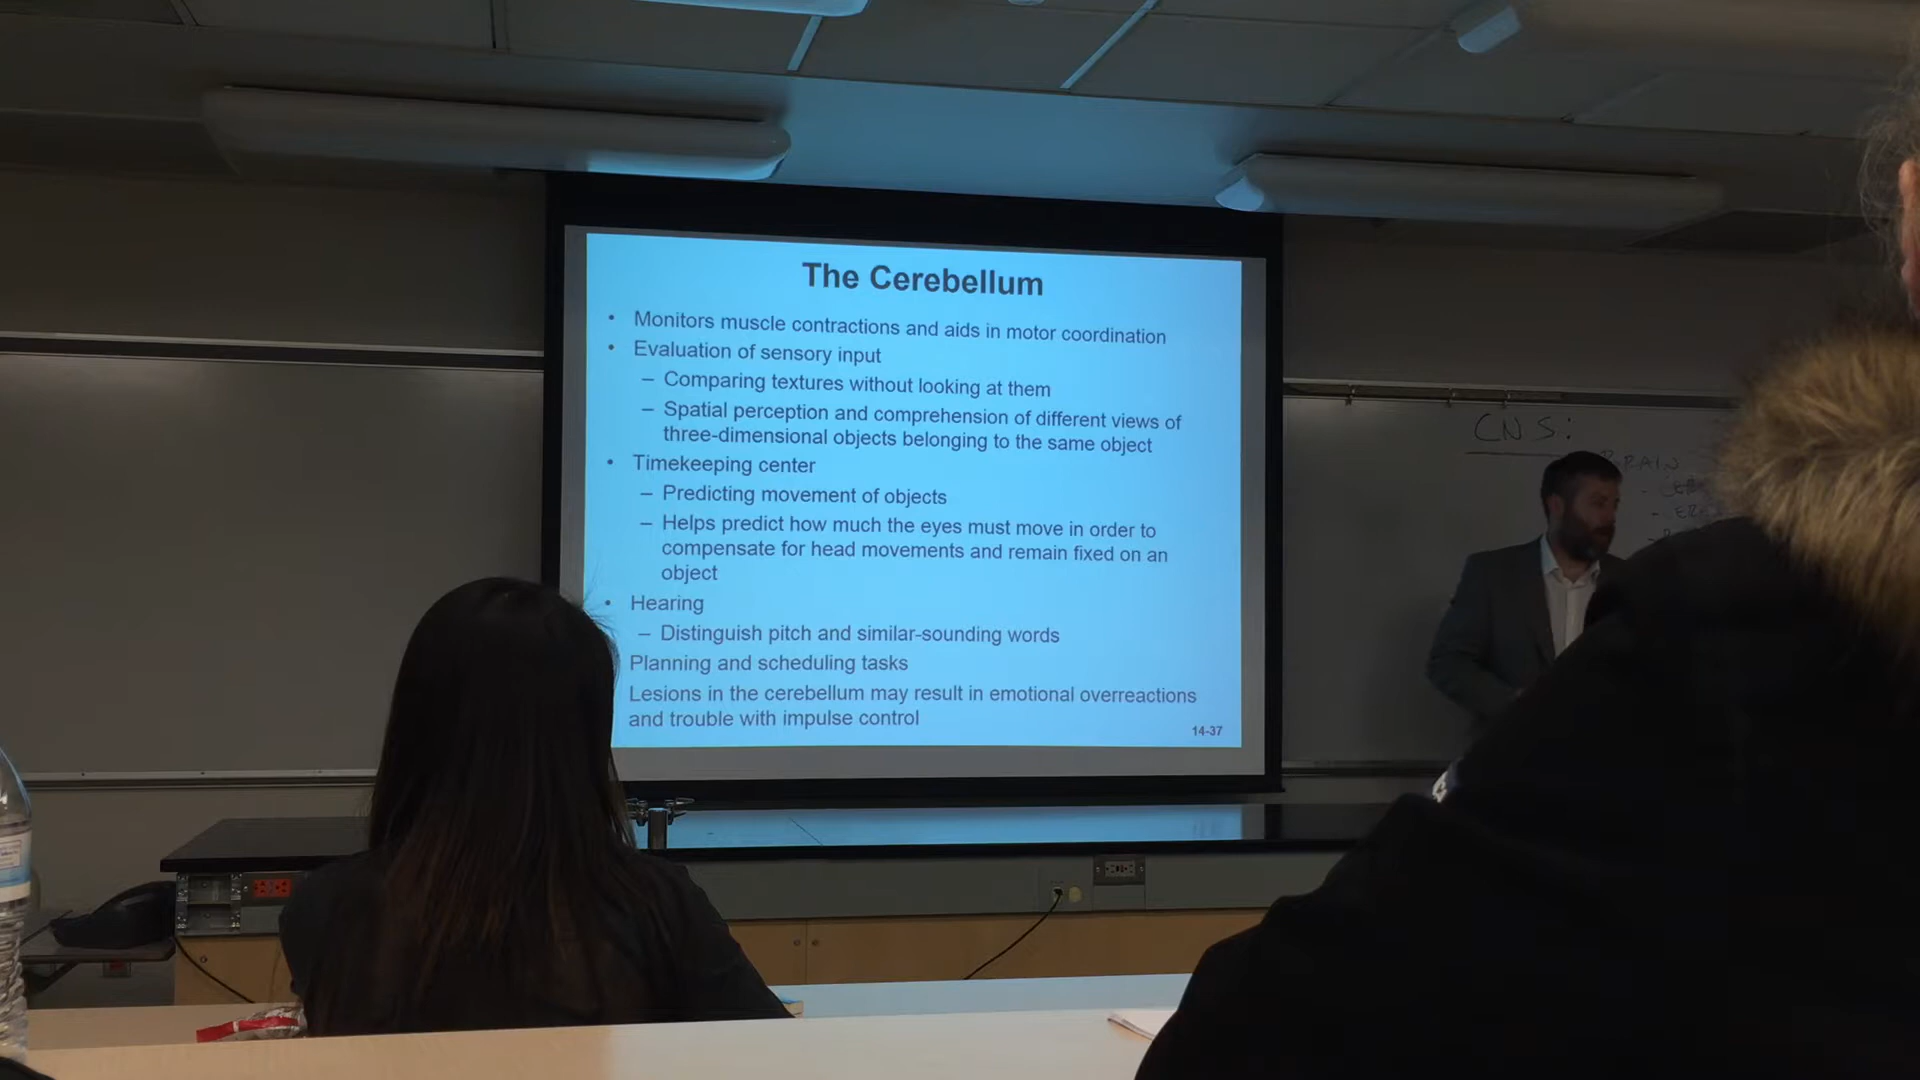 The Cerebellum
• Monitors muscle contractions and aids in motor coordination
• Evaluation of sensory input
– Comparing textures without looking at them
– Spatial perception and comprehension of different views of
three-dimensional objects belonging to the same object
• Timekeeping center
– Predicting movement of objects
– Helps predict how much the eyes must move in order to
compensate for head movements and remain fixed on an
object
• Hearing
– Distinguish pitch and similar-sounding words
Planning and scheduling tasks
Lesions in the cerebellum may result in emotional overreactions
and trouble with impulse control
14-37
CNS:
BRAIN